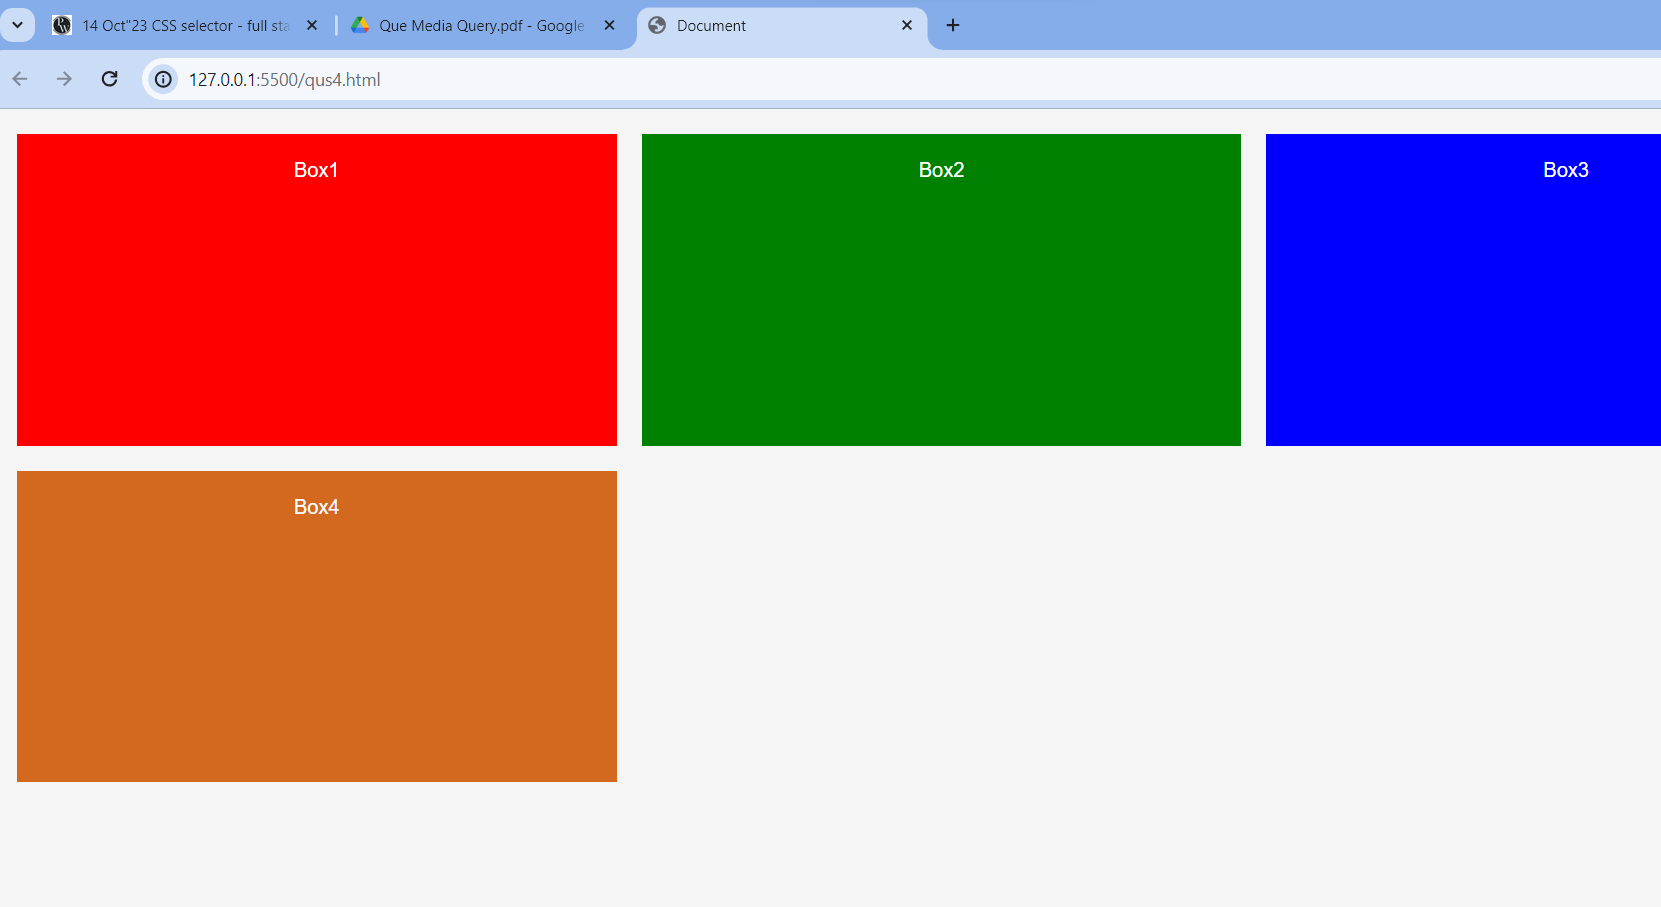 14 Oct"23 CSS selector - full sta
Que Media Query.pdf - Google
Document
127.0.0.1:5500/qus4.html
Box1
Box2
Box3
Box4